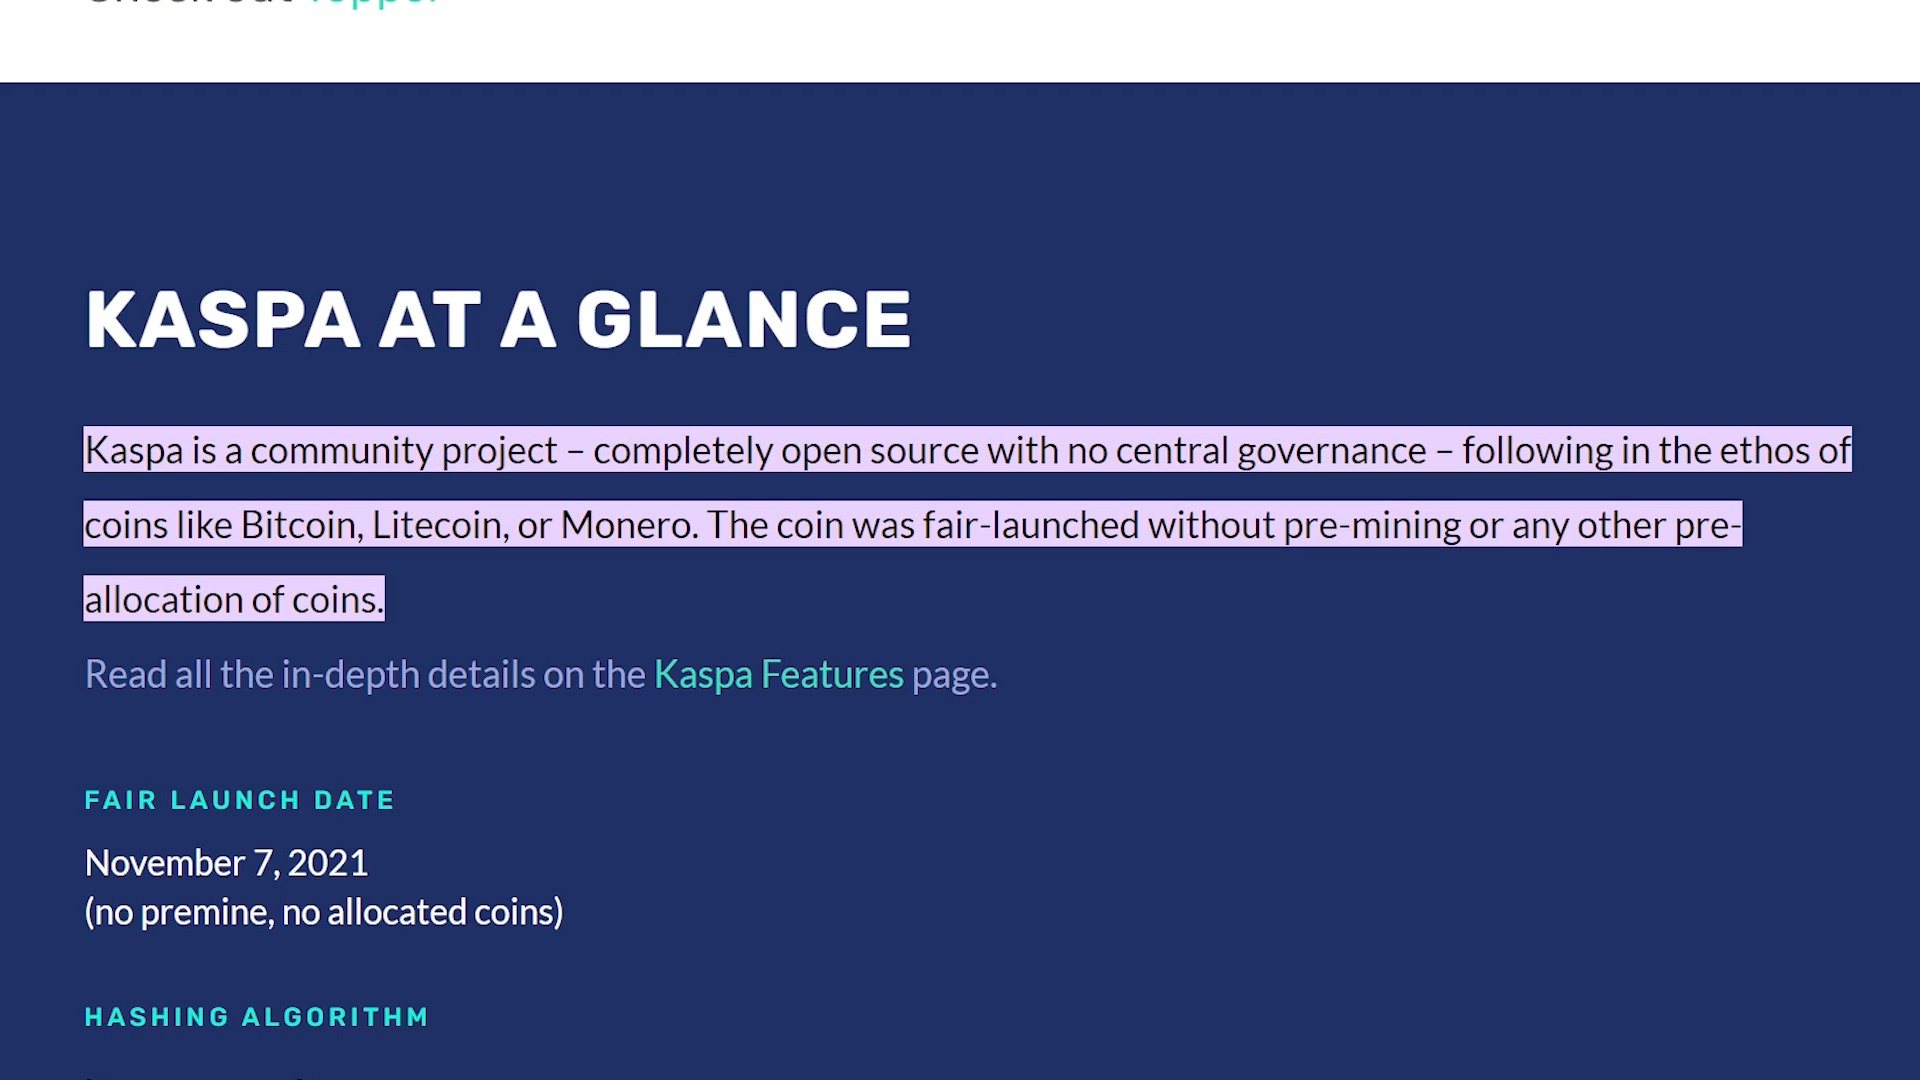 KASPA AT A GLANCE
Kaspa is a community project – completely open source with no central governance – following in the ethos of
coins like Bitcoin, Litecoin, or Monero. The coin was fair-launched without pre-mining or any other pre-
allocation of coins.
Read all the in-depth details on the Kaspa Features page.
FAIR LAUNCH DATE
November 7, 2021
(no premine, no allocated coins)
HASHING ALGORITHM